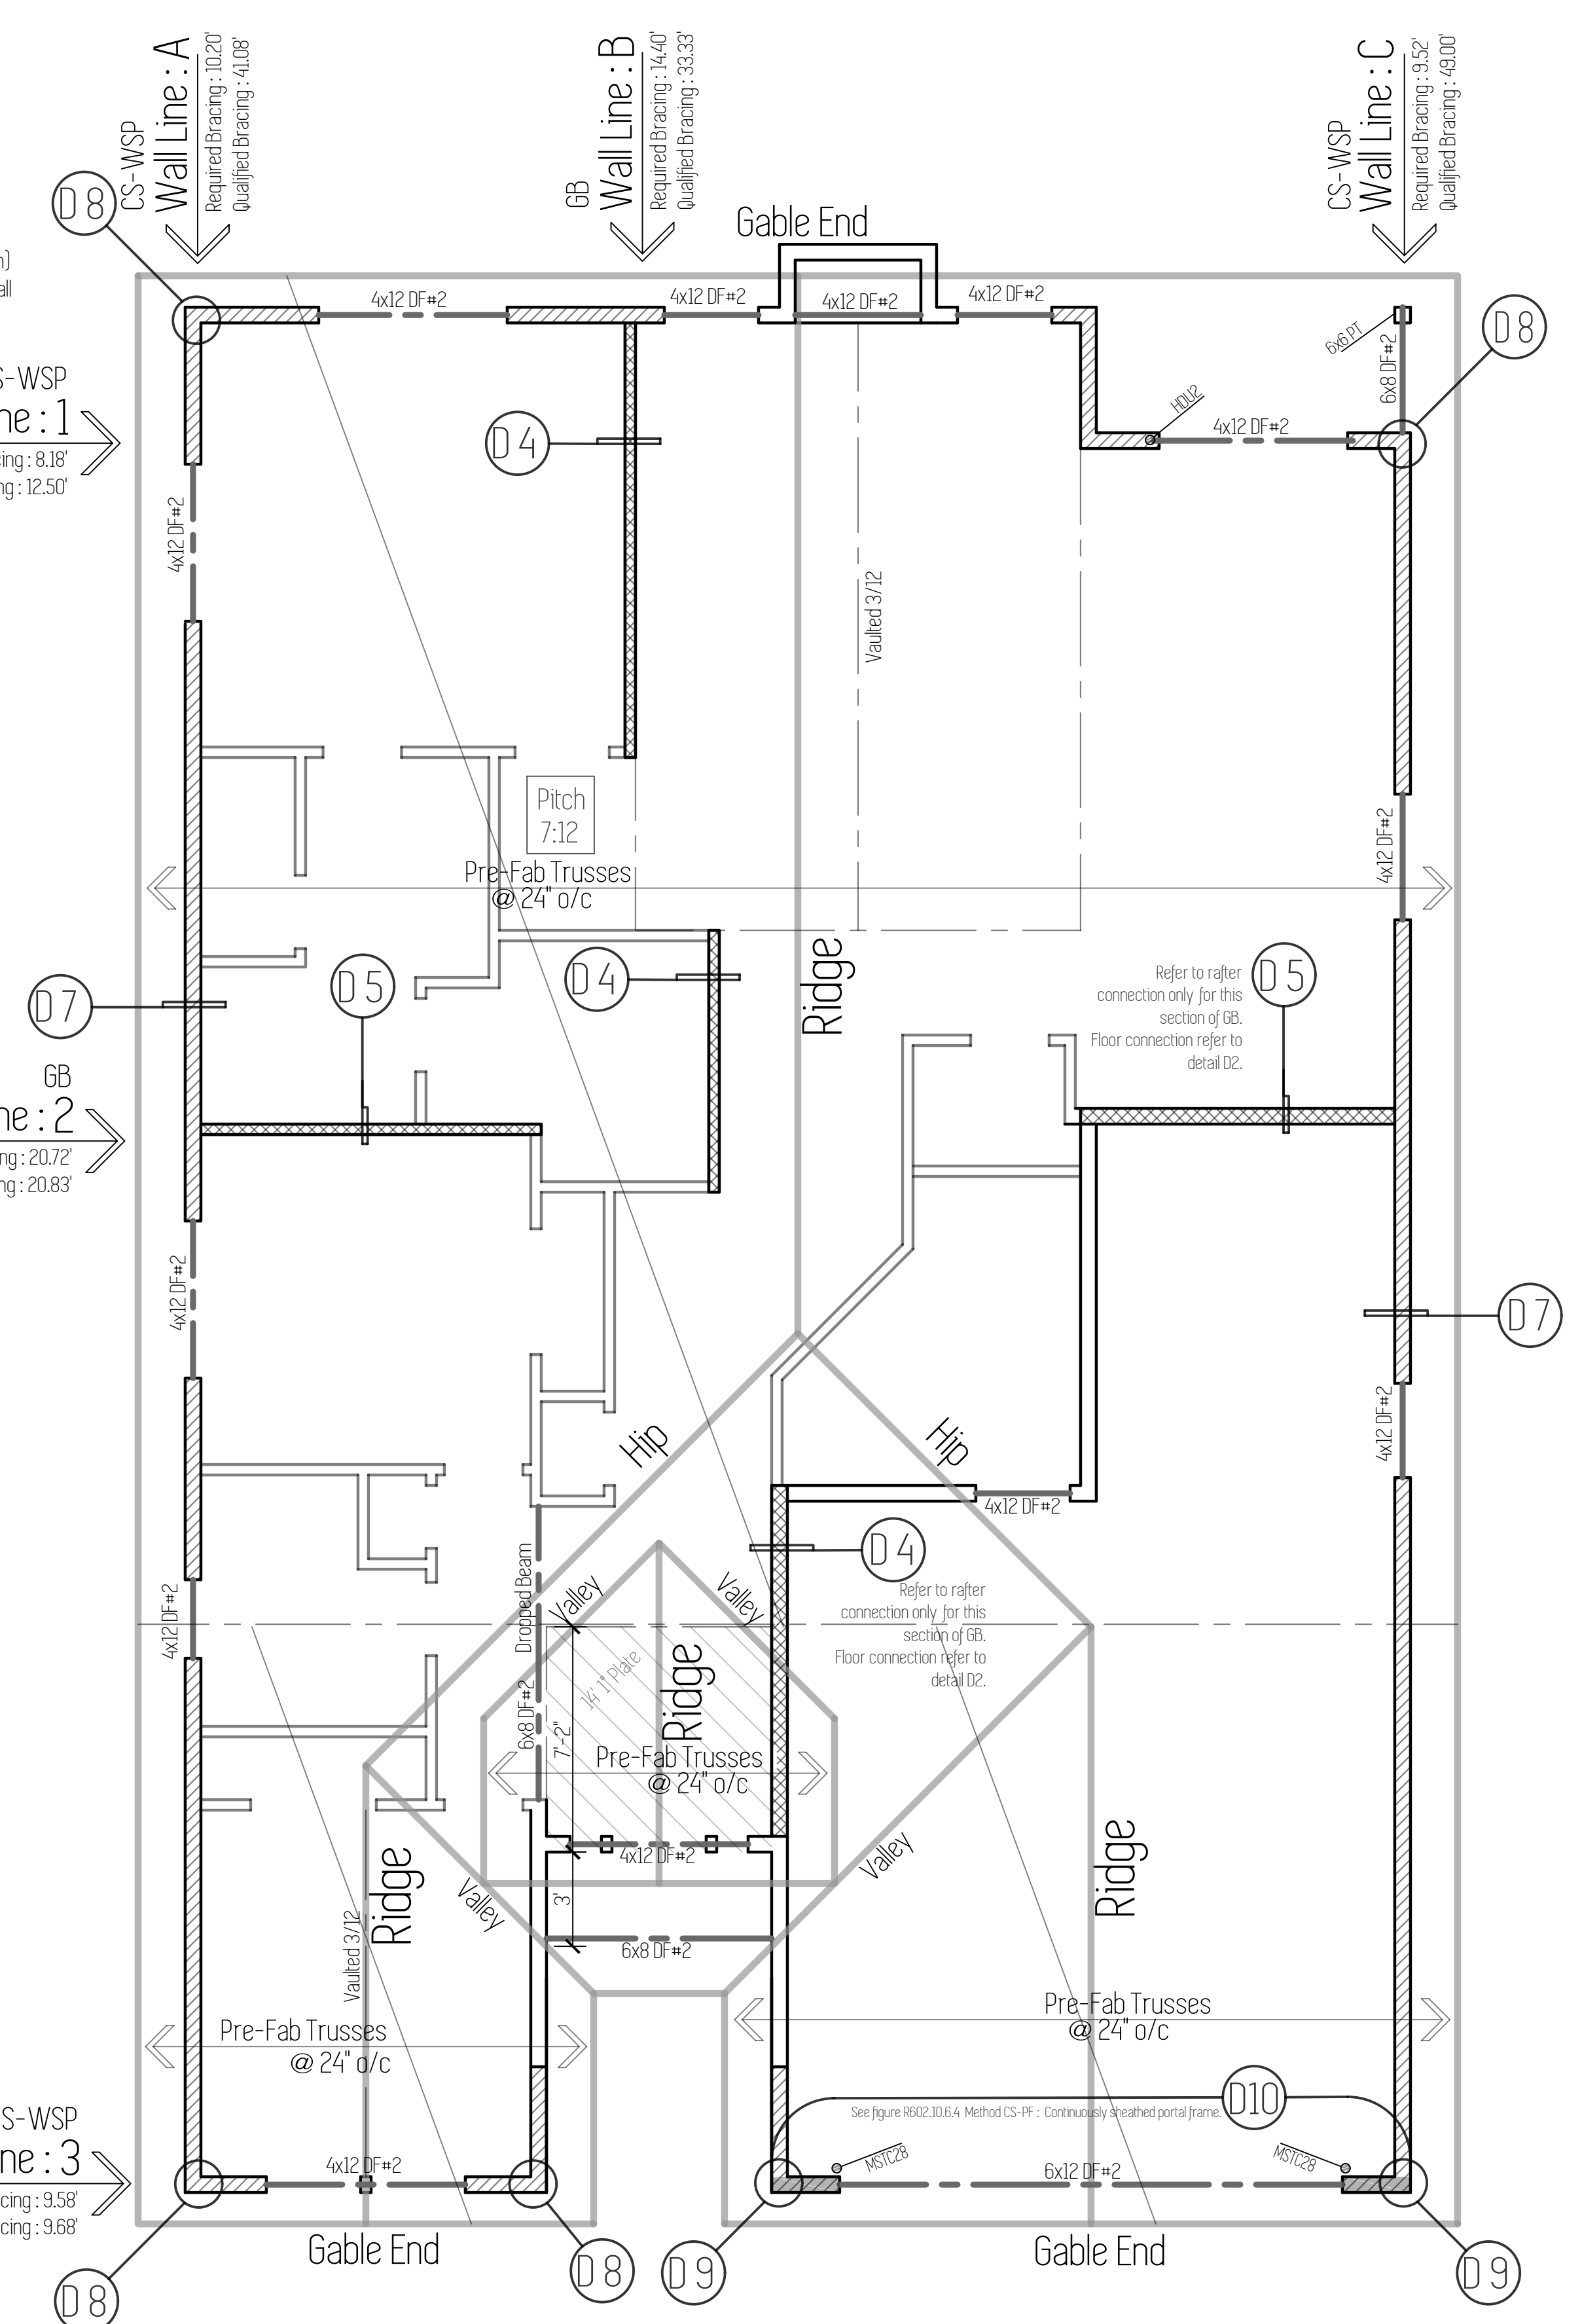 CS-WSP
Wall Line : A
Required Bracing : 10.20'
Qualified Bracing : 41.08'
GB
Wall Line : B
Required Bracing : 14.40'
Qualified Bracing : 33.33'
CS-WSP
Wall Line : C
Required Bracing : 9.52'
Qualified Bracing : 49.00'
D8
Gable End
n)
all
4x12 DF#2
4x12 DF#2
4x12 DF#2
4x12 DF#2
6x6 PT
6x8 DF#2
D8
S-WSP
ne : 1
cing : 8.18'
ng : 12.50'
D4
HDU2
4x12 DF#2
4x12 DF#2
Vaulted 3/12
Pitch
7:12
Pre-Fab Trusses
@ 24" o/c
4x12 DF#2
Ridge
D7
D5
D4
Refer to rafter
connection only for this
section of GB.
Floor connection refer to
detail D2.
D5
GB
ne : 2
ng : 20.72'
ng : 20.83'
4x12 DF#2
D7
Hip
Hip
4x12 DF#2
4x12 DF#2
D4
Refer to rafter
connection only for this
section of GB.
Floor connection refer to
detail D2.
Dropped Beam
6x8 DF#2
Valley
Valley
4x12 DF#2
14' 1" Plate
Ridge
7'-2"
Pre-Fab Trusses
@ 24" o/c
4x12 DF#2
3'
Valley
Valley
6x8 DF#2
Ridge
Vaulted 3/12
Ridge
Pre-Fab Trusses
@ 24" o/c
Pre-Fab Trusses
@ 24" o/c
D10
See figure R602.10.6.4 Method CS-PF : Continuously sheathed portal frame.
S-WSP
ne : 3
cing : 9.58'
cing : 9.68'
4x12 DF#2
MSTC28
6x12 DF#2
MSTC28
Gable End
Gable End
D8
D8
D9
D9